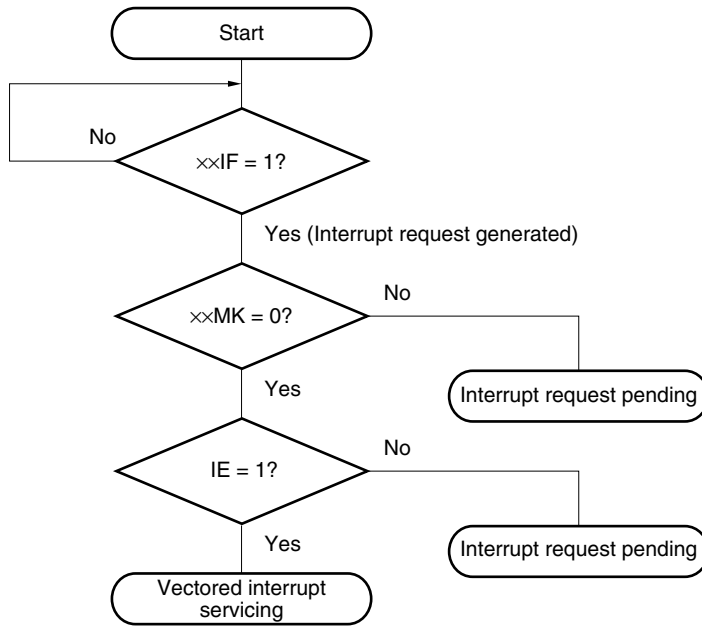 Start
No
××IF = 1?
Yes (Interrupt request generated)
××MK = 0?
No
Interrupt request pending
Yes
IE = 1?
No
Interrupt request pending
Yes
Vectored interrupt
servicing